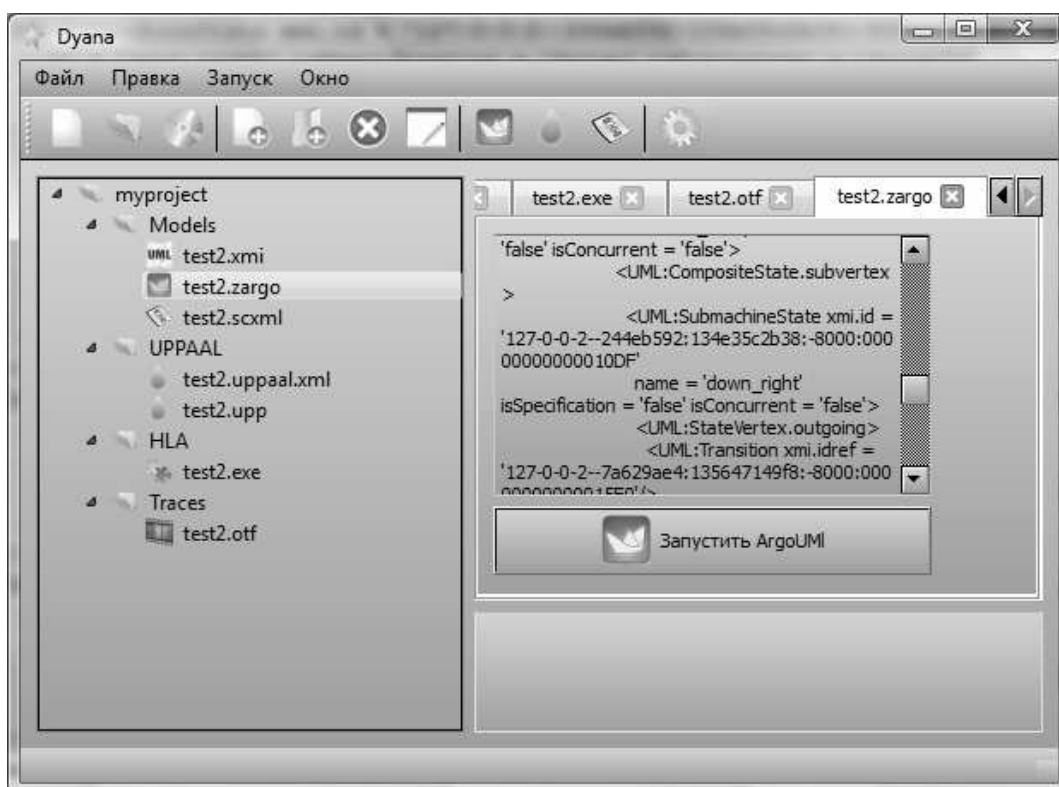 Dyana
Файл Правка Запуск Окно
myproject
Models
UML test2.xmi
test2.zargo
test2.scxml
UPPAAL
test2.uppaal.xml
test2.upp
HLA
test2.exe
Traces
test2.otf
test2.exe test2.otf test2.zargo
'false' isConcurrent = 'false'>
<UML:CompositeState.subvertex
>
<UML:SubmachineState xmi.id =
'127-0-0-2--244eb592:134e35c2b38:-8000:000
00000000010DF'
name = 'down_right'
isSpecification = 'false' isConcurrent = 'false'>
<UML:StateVertex.outgoing>
<UML:Transition xmi.idref =
'127-0-0-2--7a629ae4:135647149f8:-8000:000
Запустить ArgoUMl